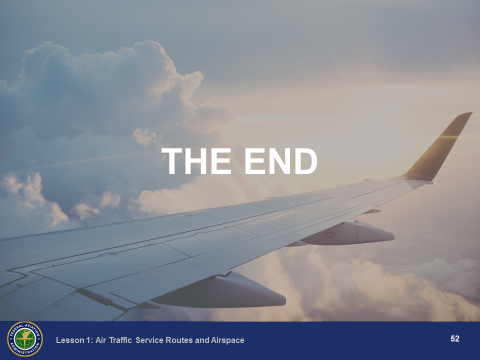 THE END
Lesson 1: Air Traffic Service Routes and Airspace
52